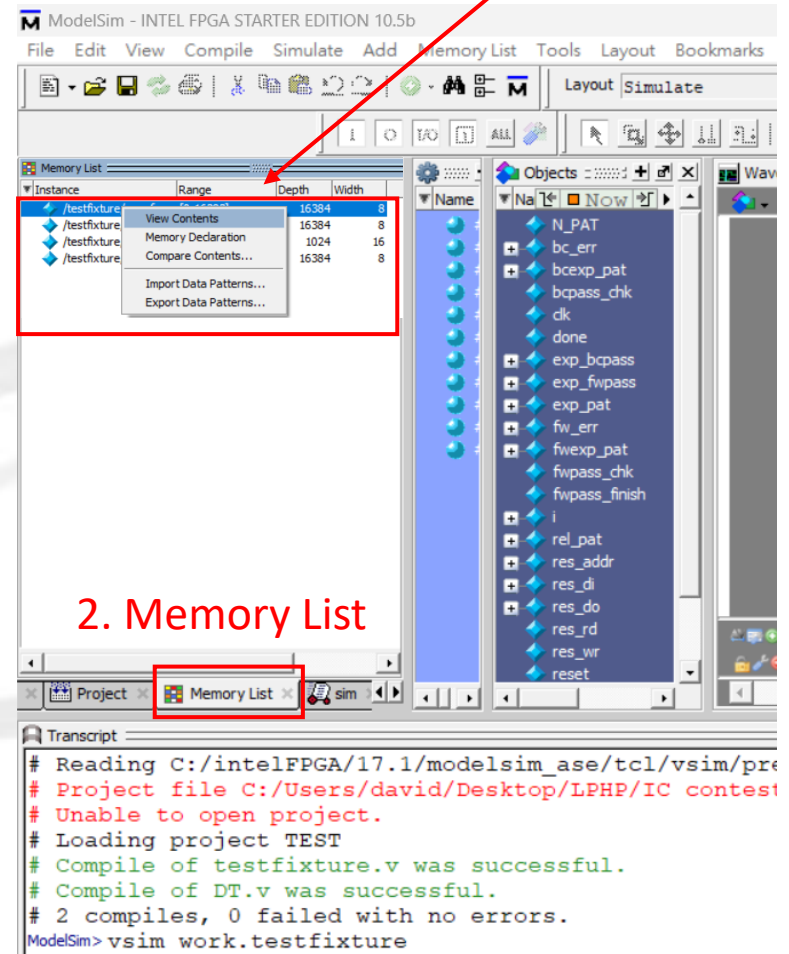 ModelSim - INTEL FPGA STARTER EDITION 10.5b
File Edit View Compile Simulate Add Memory List Tools Layout Bookmarks
Layout Simulate
Memory List
Instance Range Depth Width
/testfixture 16384 8
/testfixture 16384 8
/testfixture 1024 16
/testfixture 16384 8
View Contents
Memory Declaration
Compare Contents...
Import Data Patterns...
Export Data Patterns...
Name
Objects
Na Now
N_PAT
bc_err
bcexp_pat
bcpass_chk
clk
done
exp_bcpass
exp_fwpass
exp_pat
fw_err
fwexp_pat
fwpass_chk
fwpass_finish
i
rel_pat
res_addr
res_di
res_do
res_rd
res_wr
reset
Wav
2. Memory List
Project Memory List sim
Transcript
# Reading C:/intelFPGA/17.1/modelsim_ase/tcl/vsim/pre
# Project file C:/Users/david/Desktop/LPHP/IC contest
# Unable to open project.
# Loading project TEST
# Compile of testfixture.v was successful.
# Compile of DT.v was successful.
# 2 compiles, 0 failed with no errors.
ModelSim> vsim work.testfixture